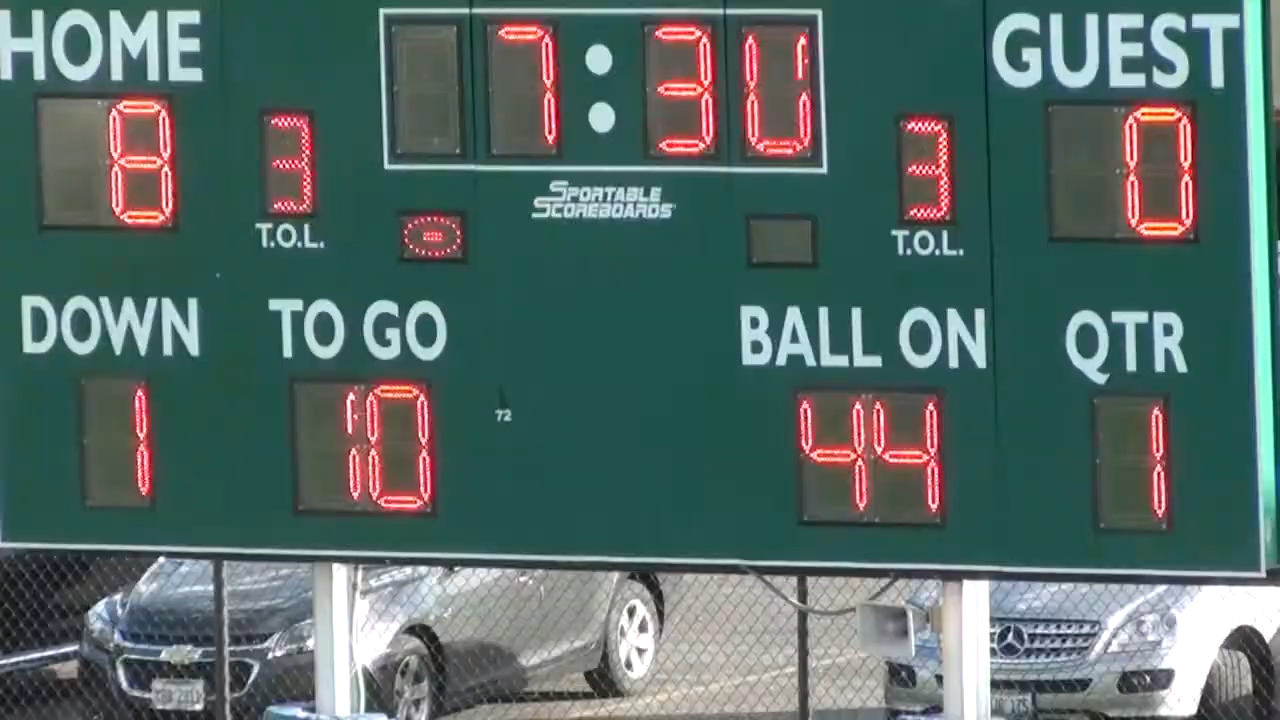 HOME 7:30 GUEST
8 3 3 0
T.O.L. T.O.L.
SPORTABLE
SCOREBOARDS
DOWN TO GO BALL ON QTR
1 10 44 1
72